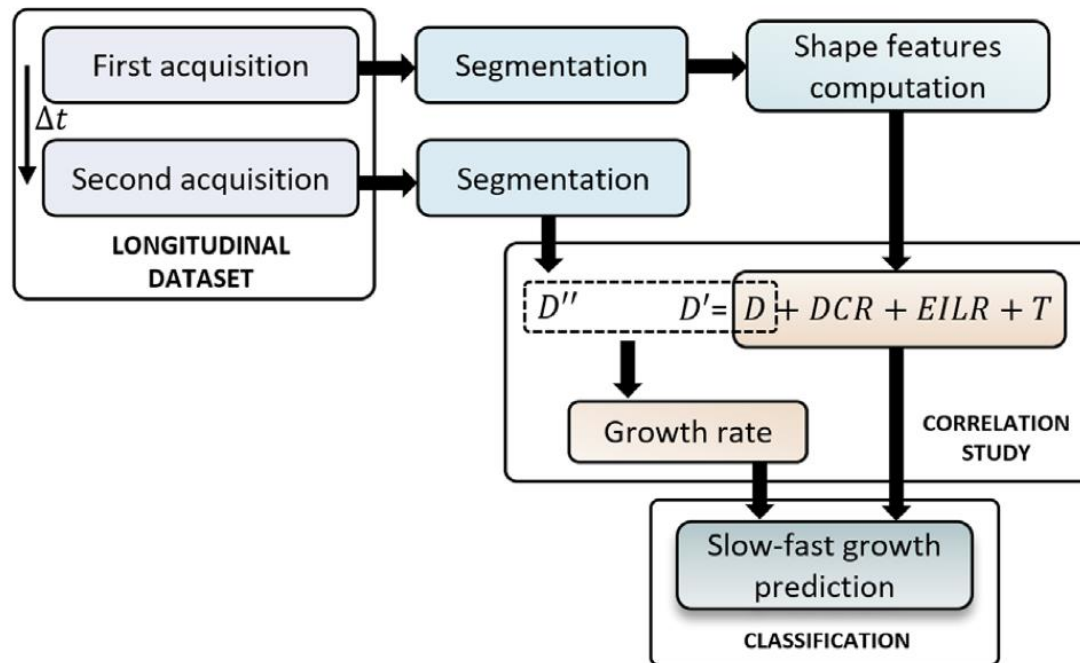 First acquisition
Segmentation
Shape features
computation
Δt
Second acquisition
Segmentation
LONGITUDINAL
DATASET
D'' D'= D + DCR + EILR + T
Growth rate
CORRELATION
STUDY
Slow-fast growth
prediction
CLASSIFICATION